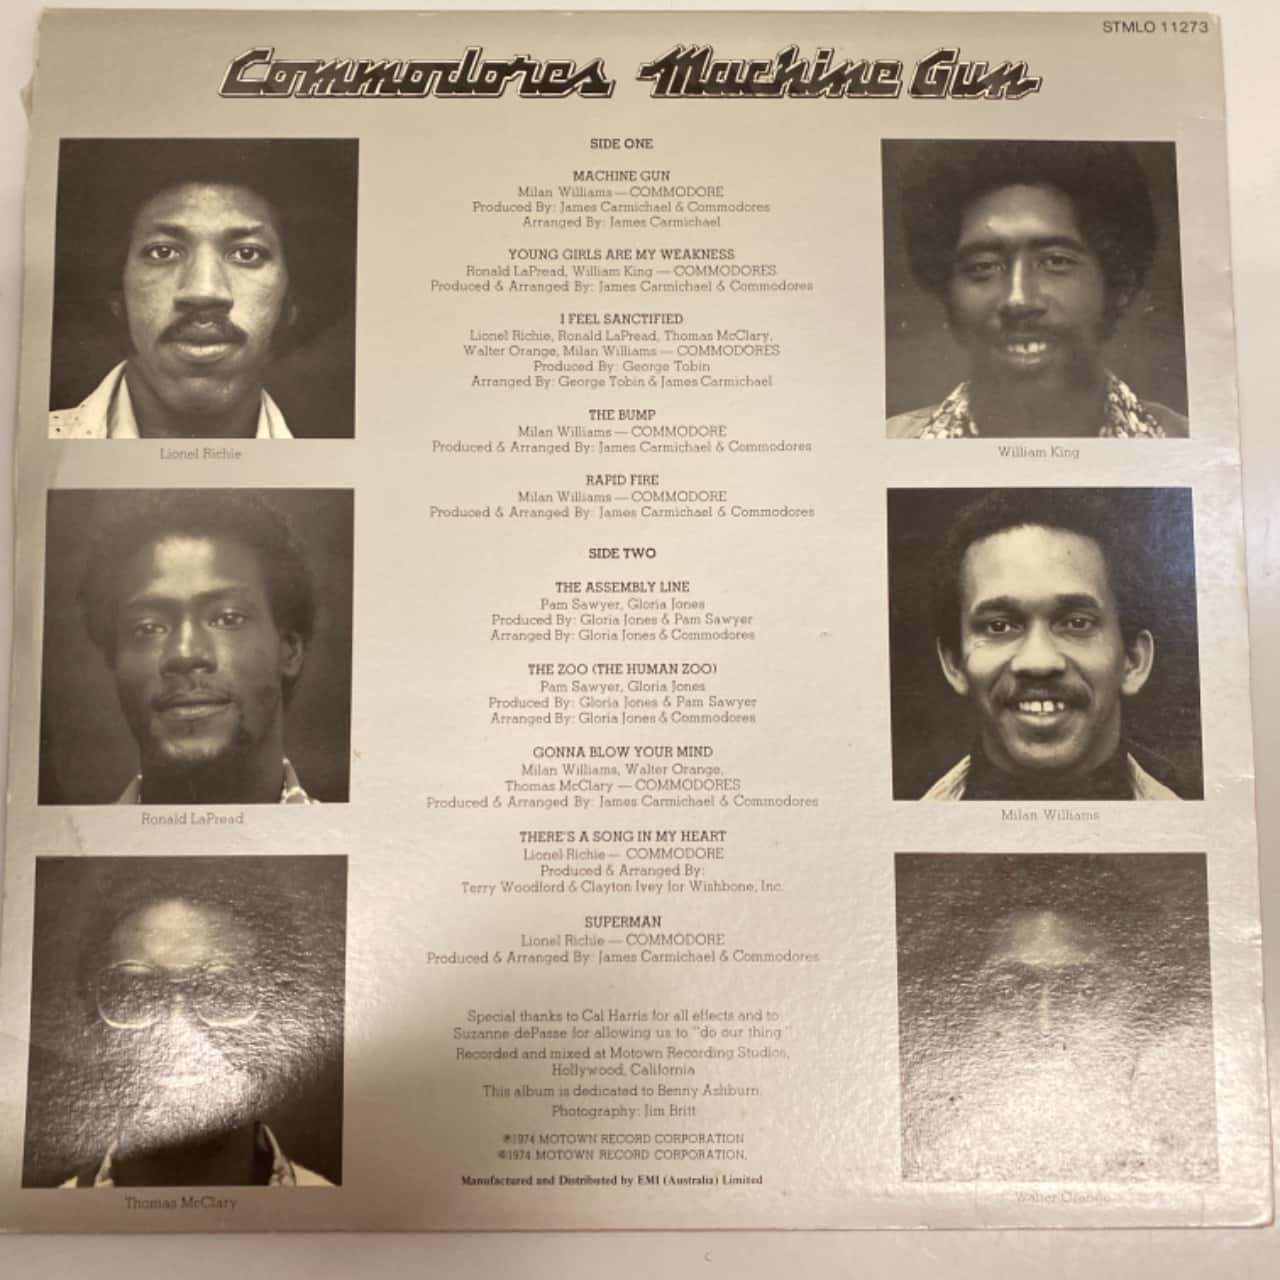 STMLO 11273
Commodores Machine Gun
SIDE ONE
MACHINE GUN
Milan Williams — COMMODORE
Produced By: James Carmichael & Commodores
Arranged By: James Carmichael
YOUNG GIRLS ARE MY WEAKNESS
Ronald LaPread, William King — COMMODORES
Produced & Arranged By: James Carmichael & Commodores
I FEEL SANCTIFIED
Lionel Richie, Ronald LaPread, Thomas McClary,
Walter Orange, Milan Williams — COMMODORES
Produced By: George Tobin
Arranged By: George Tobin & James Carmichael
THE BUMP
Milan Williams — COMMODORE
Produced & Arranged By: James Carmichael & Commodores
RAPID FIRE
Milan Williams — COMMODORE
Produced & Arranged By: James Carmichael & Commodores
SIDE TWO
THE ASSEMBLY LINE
Pam Sawyer, Gloria Jones
Produced By: Gloria Jones & Pam Sawyer
Arranged By: Gloria Jones & Commodores
THE ZOO (THE HUMAN ZOO)
Pam Sawyer, Gloria Jones
Produced By: Gloria Jones & Pam Sawyer
Arranged By: Gloria Jones & Commodores
GONNA BLOW YOUR MIND
Milan Williams, Walter Orange,
Thomas McClary — COMMODORES
Produced & Arranged By: James Carmichael & Commodores
THERE'S A SONG IN MY HEART
Lionel Richie — COMMODORE
Produced & Arranged By:
Terry Woodford & Clayton Ivey for Wishbone, Inc.
SUPERMAN
Lionel Richie — COMMODORE
Produced & Arranged By: James Carmichael & Commodores
Special thanks to Cal Harris for all effects and to
Suzanne dePasse for allowing us to "do our thing"
Recorded and mixed at Motown Recording Studios,
Hollywood, California
This album is dedicated to Benny Ashburn.
Photography: Jim Britt
℗1974 MOTOWN RECORD CORPORATION
©1974 MOTOWN RECORD CORPORATION.
Manufactured and Distributed by EMI (Australia) Limited
Lionel Richie
Ronald LaPread
Thomas McClary
William King
Milan Williams
Walter Orange